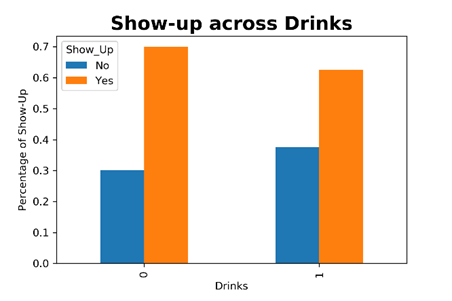 Show-up across Drinks
Show_Up
No
Yes
0.7
0.6
0.5
0.4
0.3
0.2
0.1
0.0
Percentage of Show-Up
0
1
Drinks